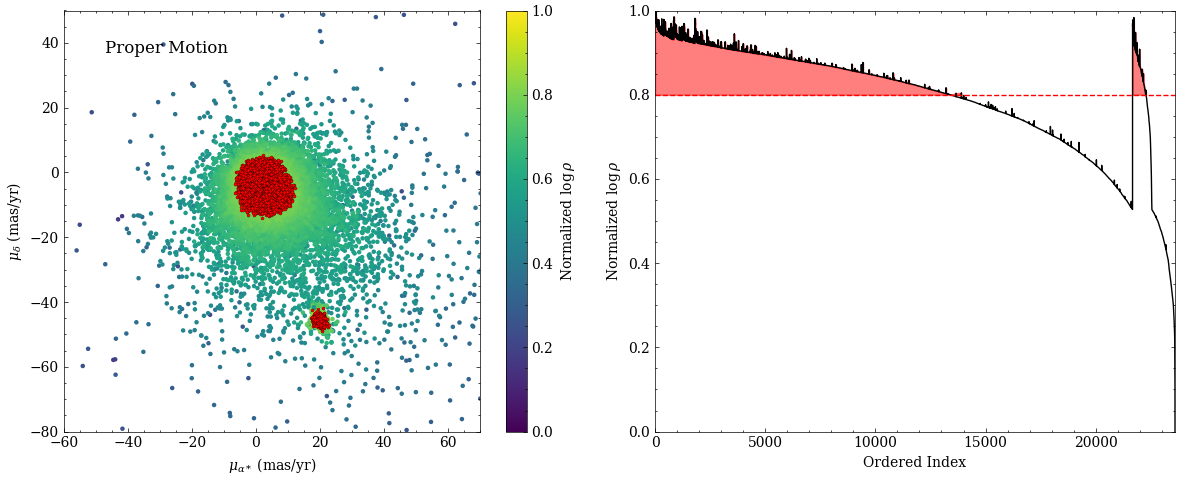 Proper Motion
40
20
0
−20
−40
−60
−80
μδ (mas/yr)
−60 −40 −20 0 20 40 60
μα* (mas/yr)
1.0
0.8
0.6
0.4
0.2
0.0
Normalized log ρ
1.0
0.8
0.6
0.4
0.2
0.0
Normalized log ρ
0 5000 10000 15000 20000
Ordered Index